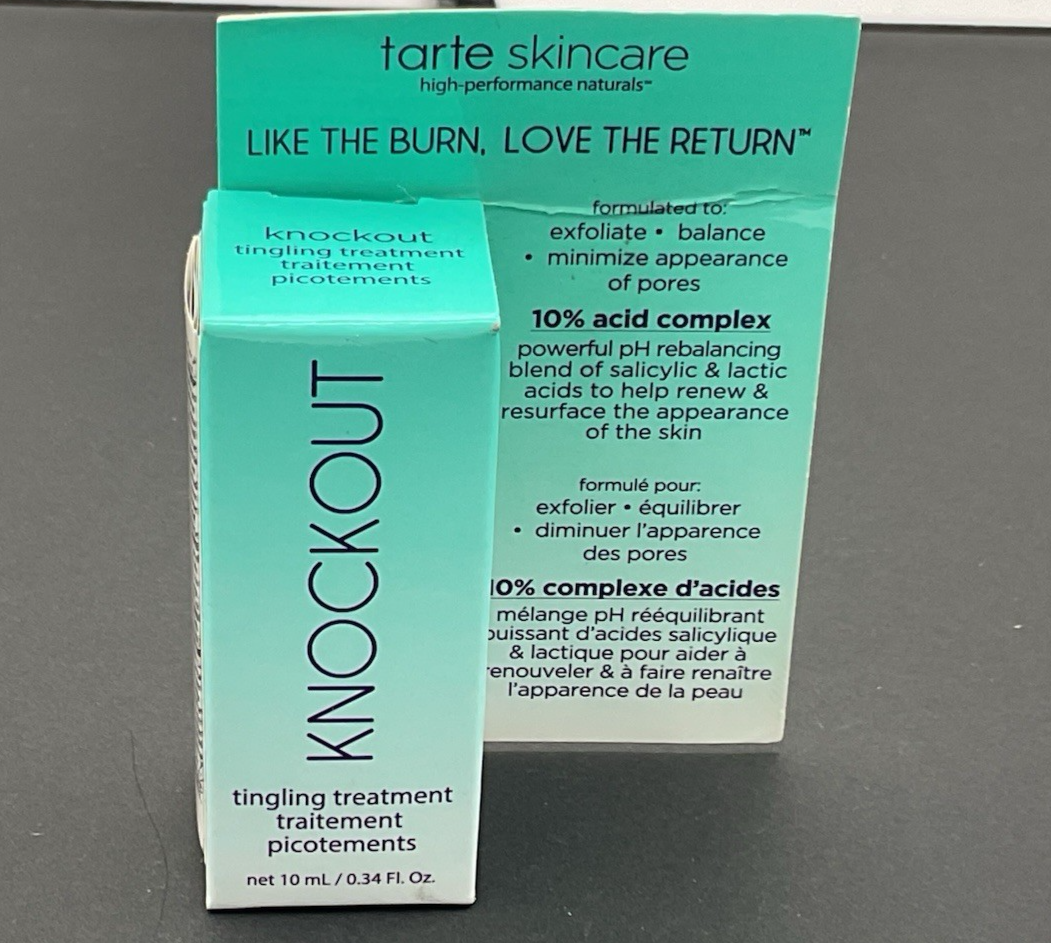 tarte skincare
high-performance naturals™
LIKE THE BURN, LOVE THE RETURN™
formulated to:
exfoliate • balance
• minimize appearance
of pores
10% acid complex
powerful pH rebalancing
blend of salicylic & lactic
acids to help renew &
resurface the appearance
of the skin
formulé pour:
exfolier • équilibrer
• diminuer l'apparence
des pores
10% complexe d'acides
mélange pH rééquilibrant
puissant d'acides salicylique
& lactique pour aider à
renouveler & à faire renaître
l'apparence de la peau
knockout
tingling treatment
traitement
picotements
KNOCKOUT
tingling treatment
traitement
picotements
net 10 mL / 0.34 Fl. Oz.